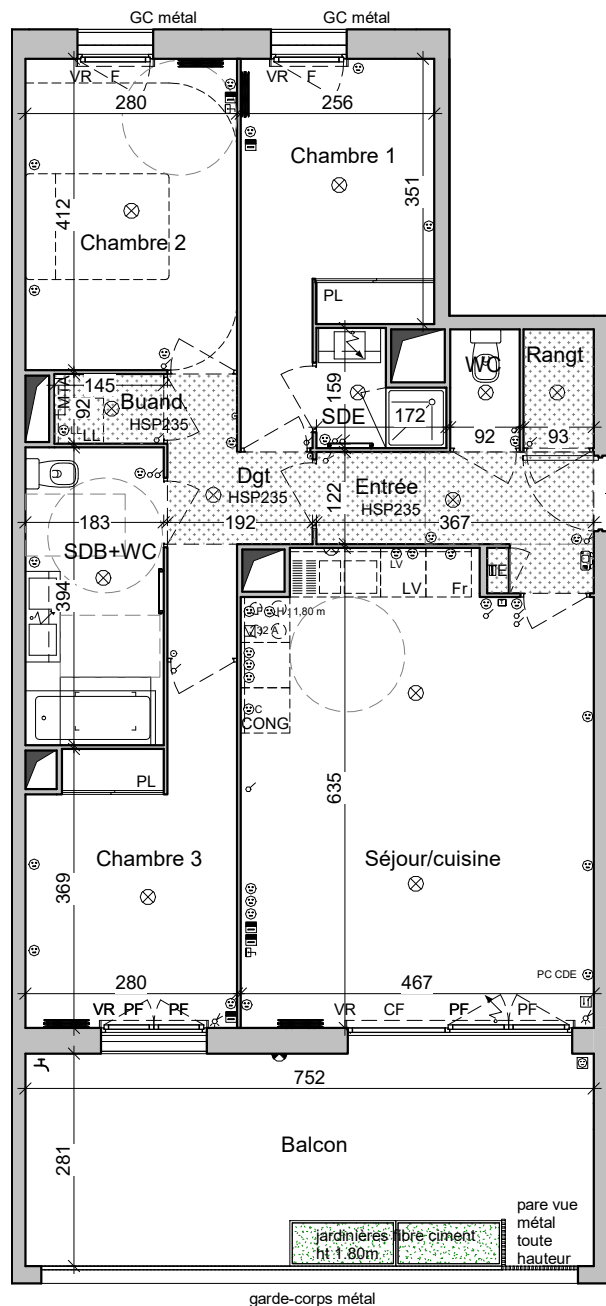 GC métal
GC métal
VR F
VR F
280
256
Chambre 1
351
412
Chambre 2
PL
WC
Rangt
145
Buand
HSP235
MTA
92
LL
LL
159
SDE
172
92
93
Dgt
HSP235
122
Entrée
HSP235
183
192
367
SDB+WC
394
LV
LV
Fr
TE
H : 1,80 m
32 A
C
CONG
PL
635
Chambre 3
Séjour/cuisine
369
PC CDE
280
467
VR PF PF
VR CF PF PF
752
281
Balcon
jardinières fibre ciment
ht 1.80m
pare vue
métal
toute
hauteur
garde-corps métal